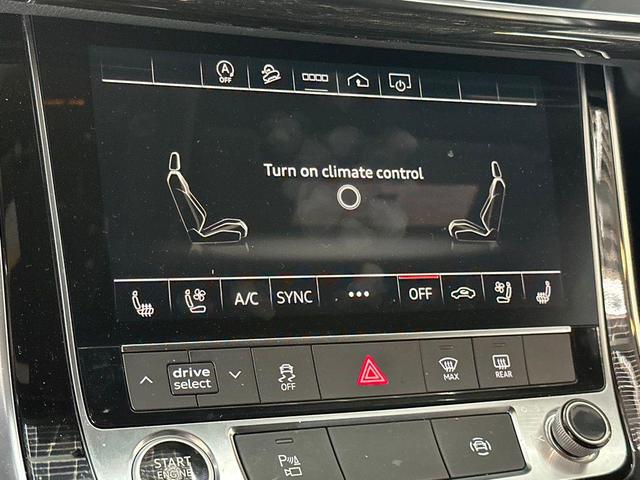 A
OFF
Turn on climate control
A/C SYNC ••• OFF
drive
select
OFF
MAX
REAR
START
ENGINE
P